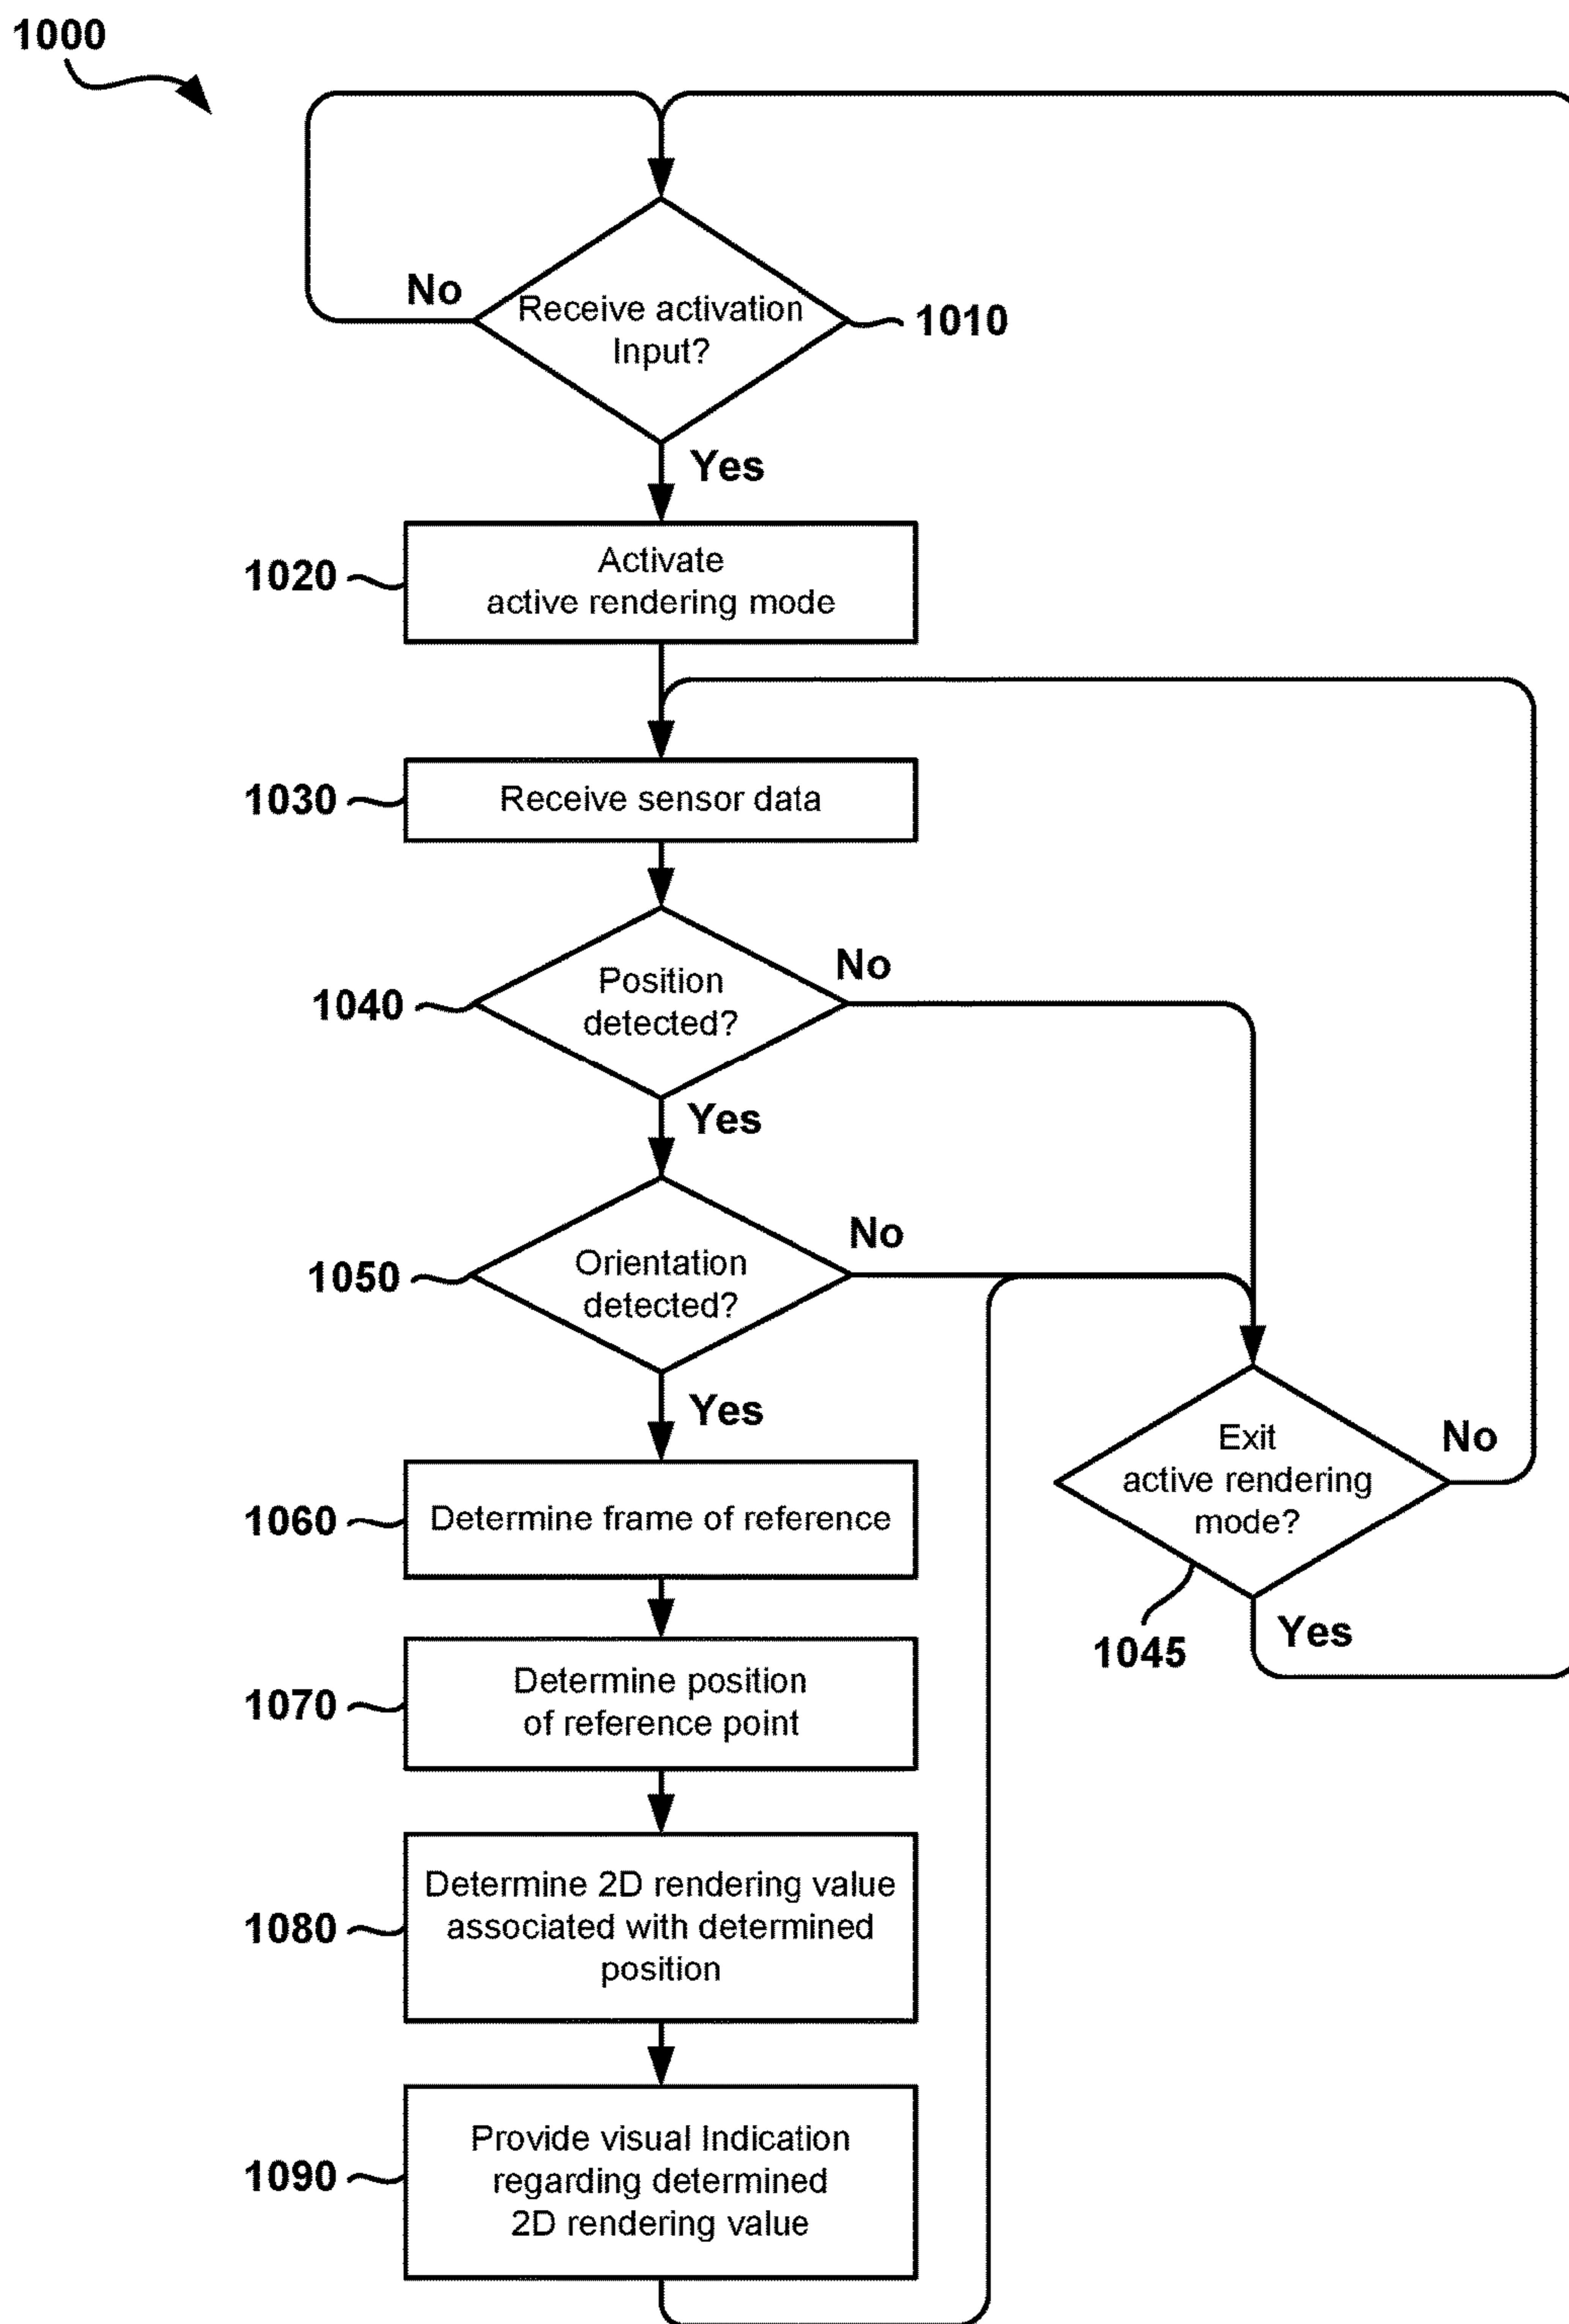 1000
No
Receive activation
Input?
1010
Yes
1020
Activate
active rendering mode
1030
Receive sensor data
1040
Position
detected?
No
Yes
1050
Orientation
detected?
No
Yes
Exit
active rendering
mode?
No
1045
Yes
1060
Determine frame of reference
1070
Determine position
of reference point
1080
Determine 2D rendering value
associated with determined
position
1090
Provide visual Indication
regarding determined
2D rendering value